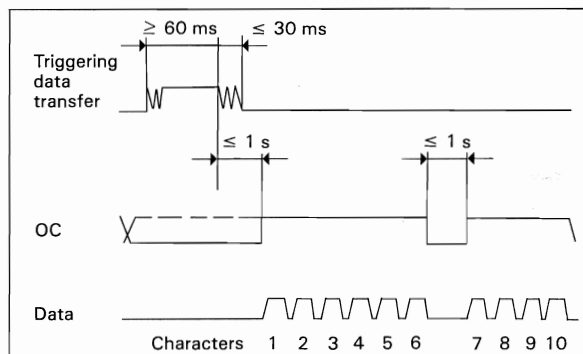 ≥ 60 ms ≤ 30 ms
Triggering
data
transfer
≤ 1 s ≤ 1 s
OC
Data
Characters 1 2 3 4 5 6 7 8 9 10